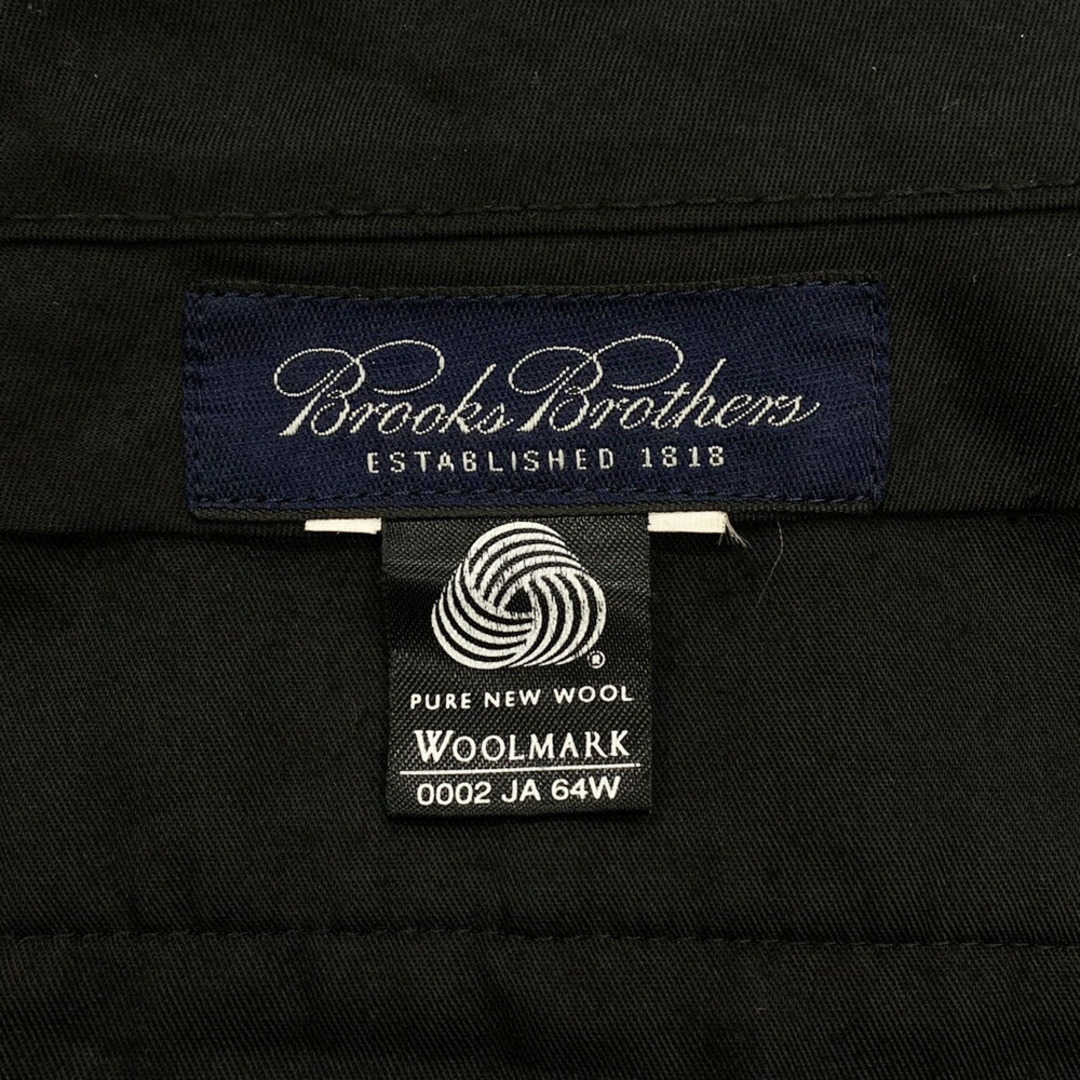 Brooks Brothers
ESTABLISHED 1818
®
PURE NEW WOOL
WOOLMARK
0002 JA 64W